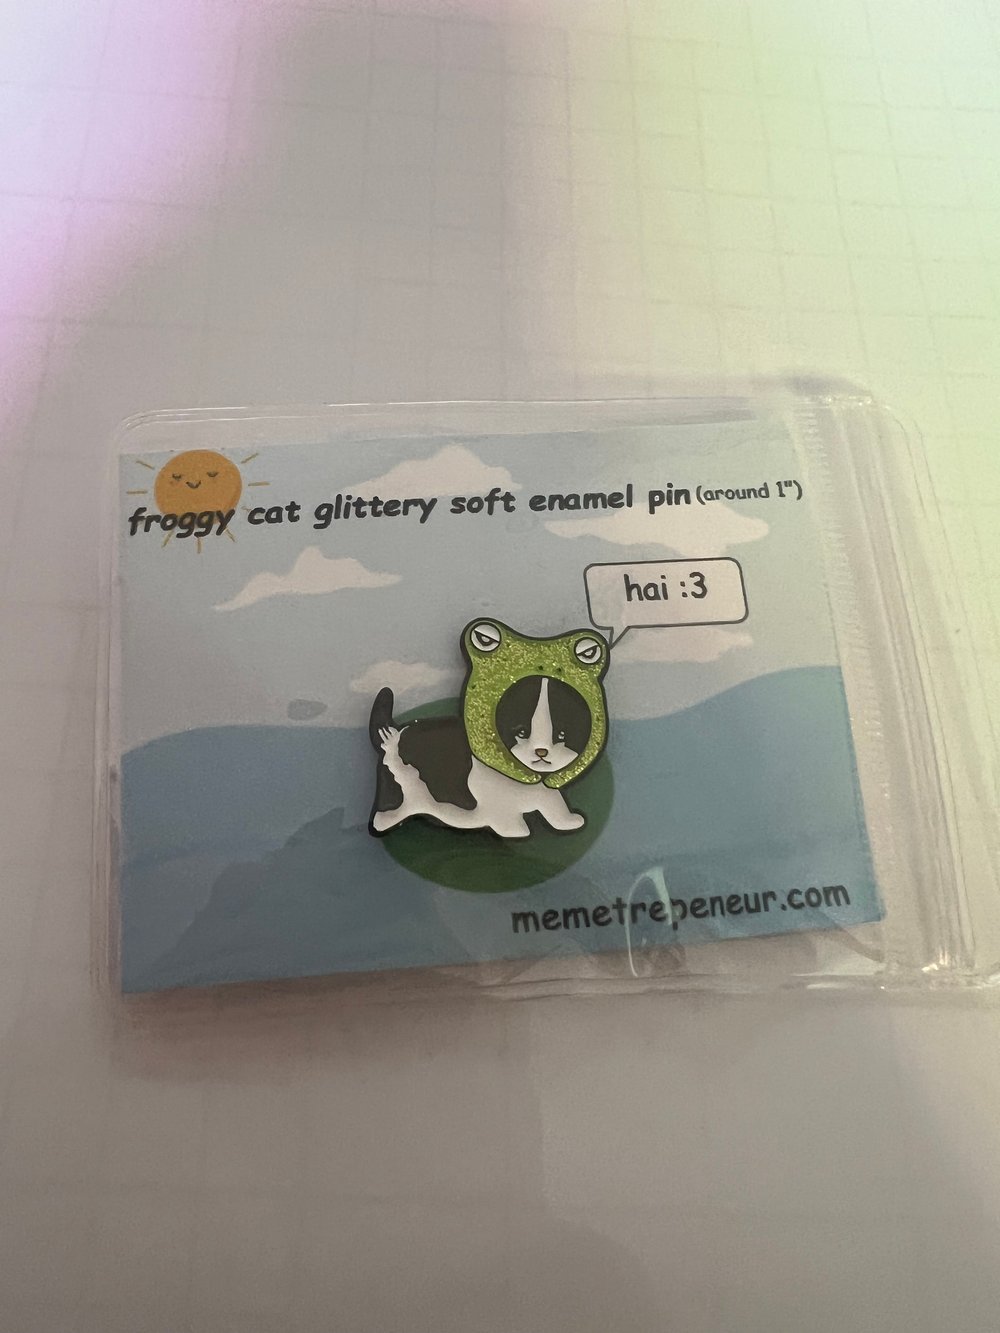 froggy cat glittery soft enamel pin (around 1")
hai :3
memetrepeneur.com